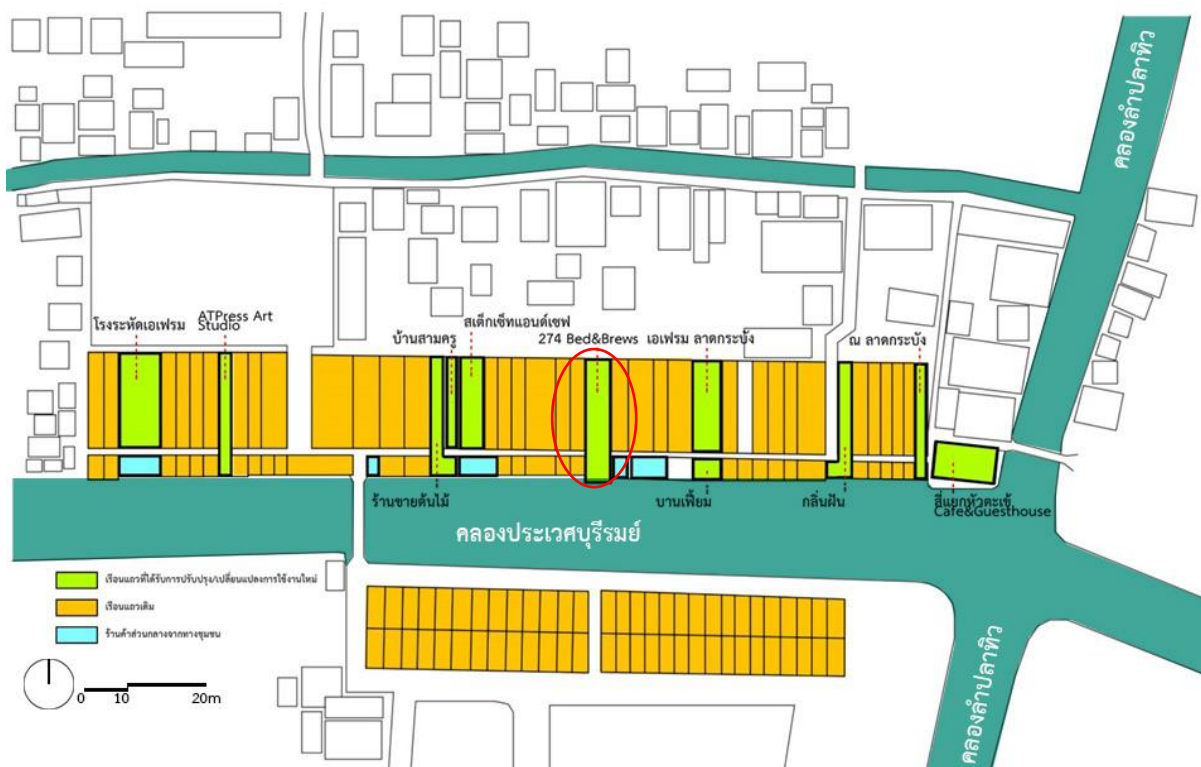 คลองลำปลาทิว
โรงระหัดเอเฟรม
ATPress Art
Studio
บ้านสามครู
สเต็กเซ็ทแอนด์เชฟ
274 Bed&Brews
เอเฟรม ลาดกระบัง
ณ ลาดกระบัง
ร้านขายต้นไม้
บานเฟี้ยม
กลิ่นฝัน
สี่แยกหัวตะเข้
Cafe&Guesthouse
คลองประเวศบุรีรมย์
เรือนแถวที่ได้รับการปรับปรุง/เปลี่ยนแปลงการใช้งานใหม่
เรือนแถวเดิม
ร้านค้าส่วนกลางจากทางชุมชน
0 10 20m
คลองลำปลาทิว